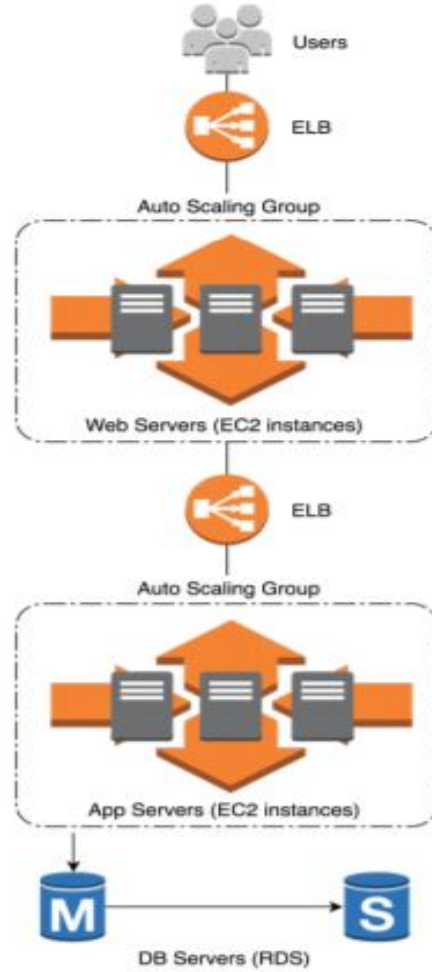 Users
ELB
Auto Scaling Group
Web Servers (EC2 instances)
ELB
Auto Scaling Group
App Servers (EC2 instances)
M
S
DB Servers (RDS)